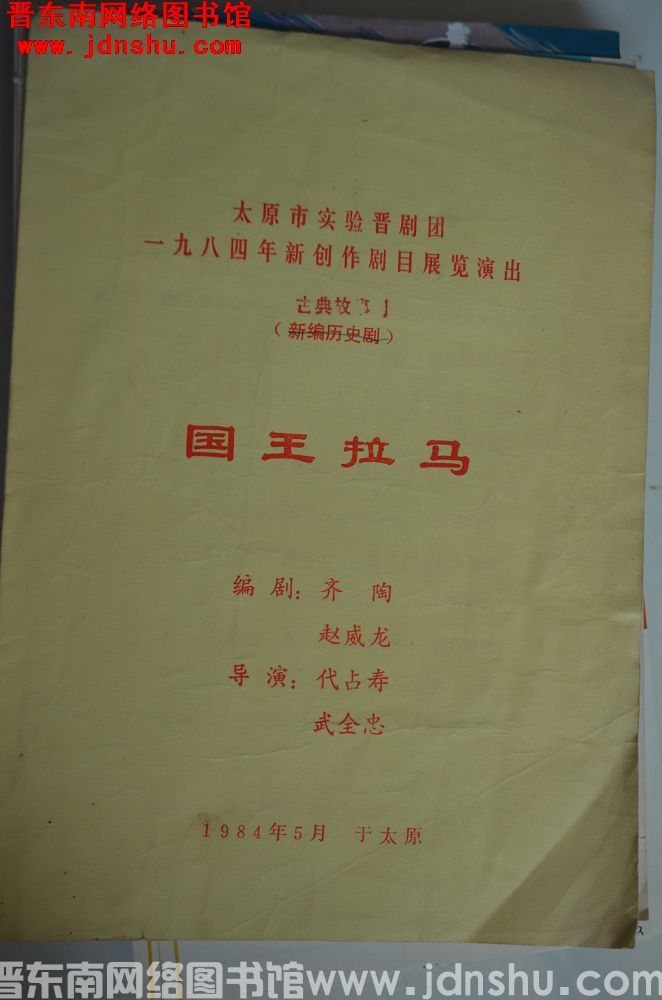 晋东南网络图书馆
www.jdnshu.com
太原市实验晋剧团
一九八四年新创作剧目展览演出
古典故事
（新编历史剧）
国王拉马
编剧：齐 陶
赵威龙
导演：代占寿
武全忠
1984年5月 于太原
晋东南网络图书馆www.jdnshu.com